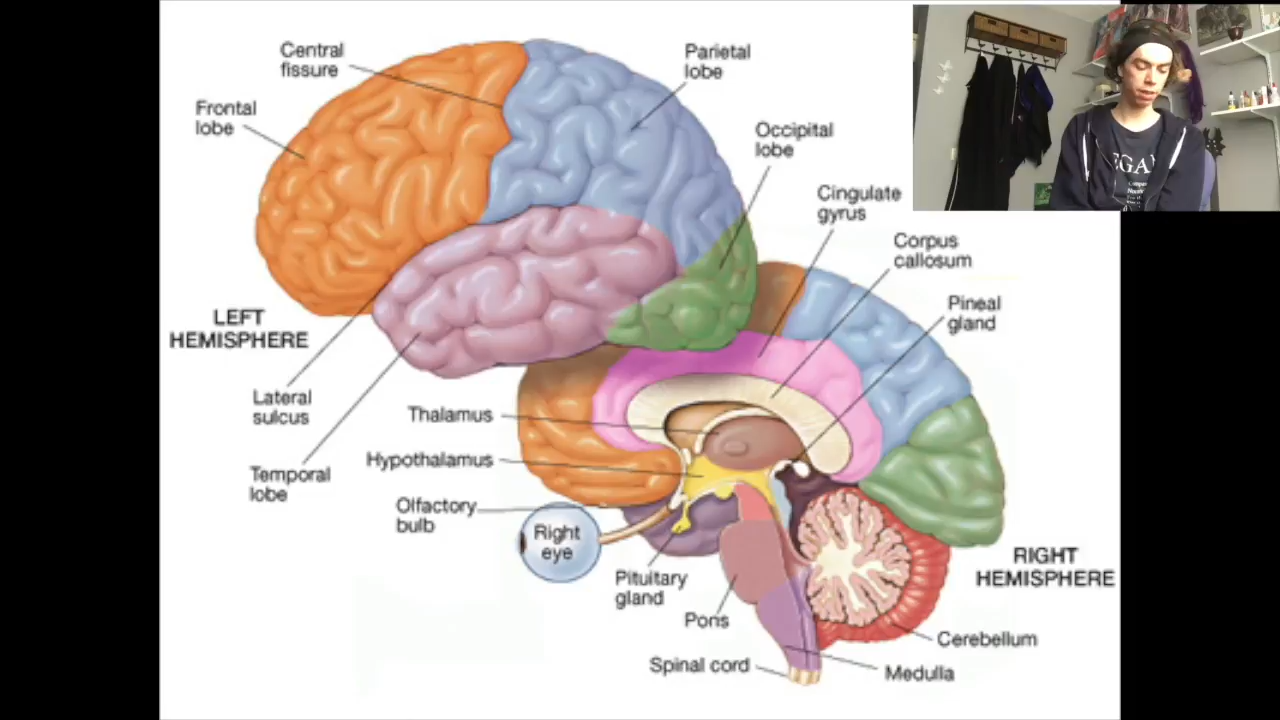 Central
fissure
Parietal
lobe
Frontal
lobe
Occipital
lobe
Cingulate
gyrus
Corpus
callosum
Pineal
gland
LEFT
HEMISPHERE
Lateral
sulcus
Temporal
lobe
Thalamus
Hypothalamus
Olfactory
bulb
Right
eye
Pituitary
gland
Pons
Spinal cord
RIGHT
HEMISPHERE
Cerebellum
Medulla